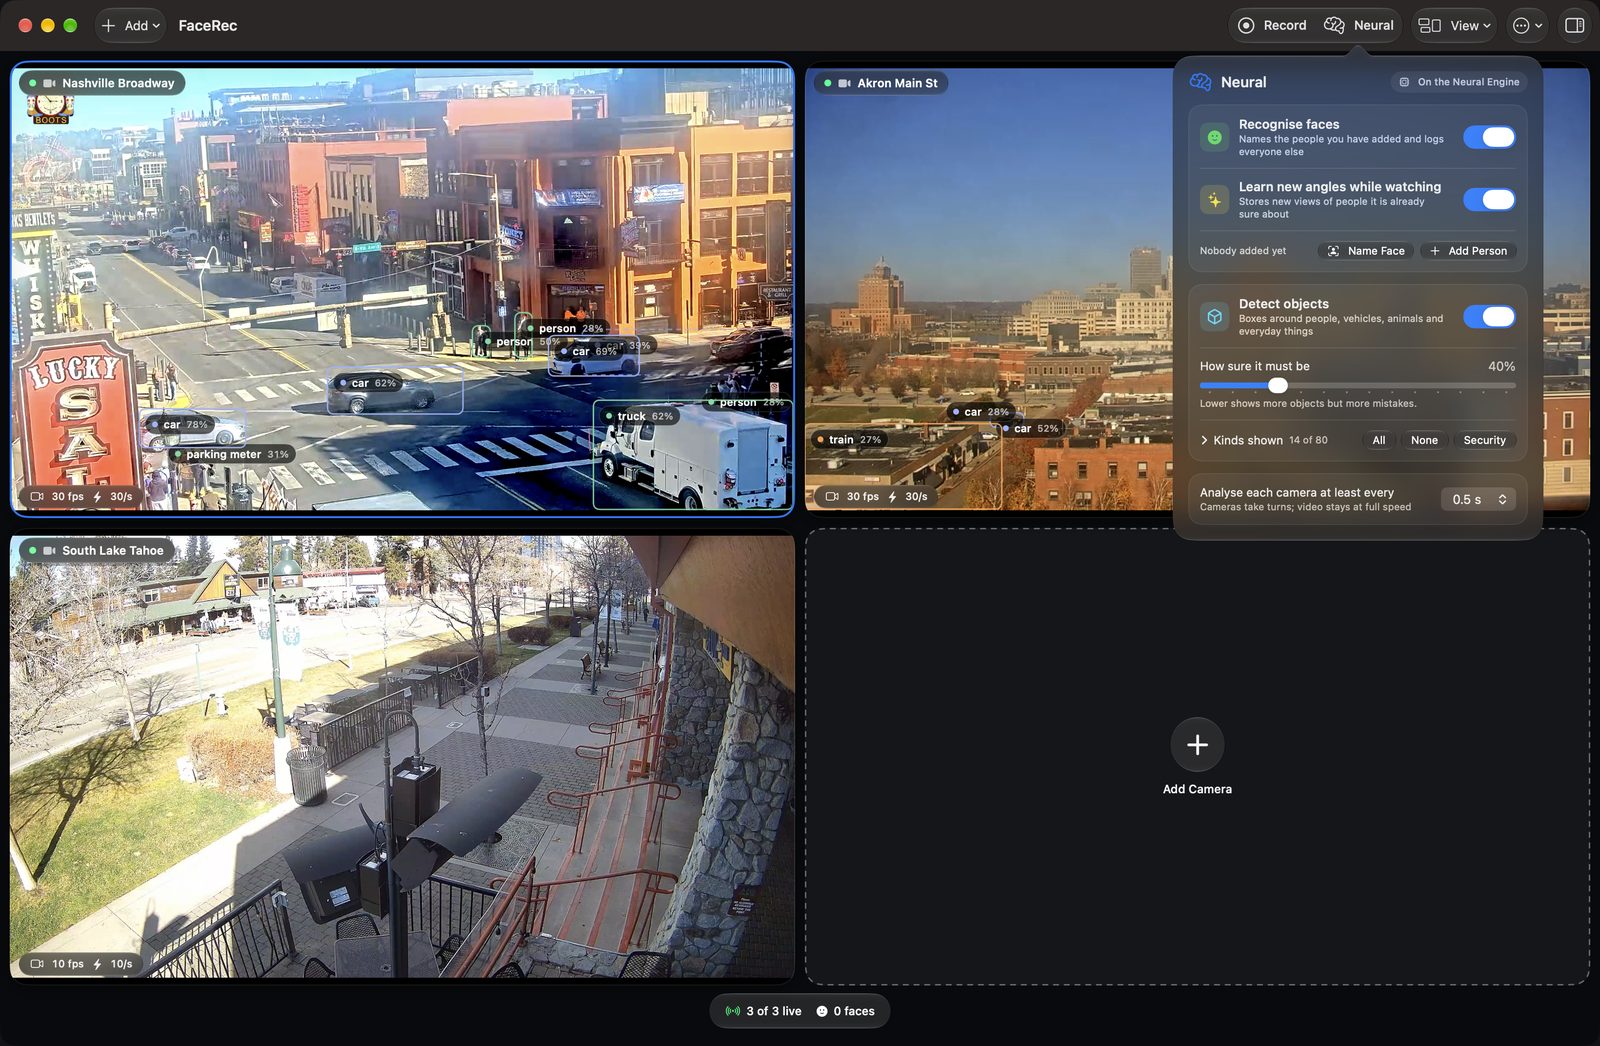 Add
FaceRec
Record
Neural
View
Nashville Broadway
BOOTS
RKS BENTLEY'S
WHISK
LUCKY
SAL
person 28%
person 50%
car 39%
car 69%
car 62%
person 28%
truck 62%
car 78%
parking meter 31%
30 fps 30/s
Akron Main St
car 28%
car 52%
train 27%
30 fps 30/s
Neural
On the Neural Engine
Recognise faces
Names the people you have added and logs
everyone else
Learn new angles while watching
Stores new views of people it is already
sure about
Nobody added yet
Name Face
Add Person
Detect objects
Boxes around people, vehicles, animals and
everyday things
How sure it must be
40%
Lower shows more objects but more mistakes.
Kinds shown 14 of 80
All
None
Security
Analyse each camera at least every
Cameras take turns; video stays at full speed
0.5 s
South Lake Tahoe
10 fps 10/s
Add Camera
3 of 3 live
0 faces